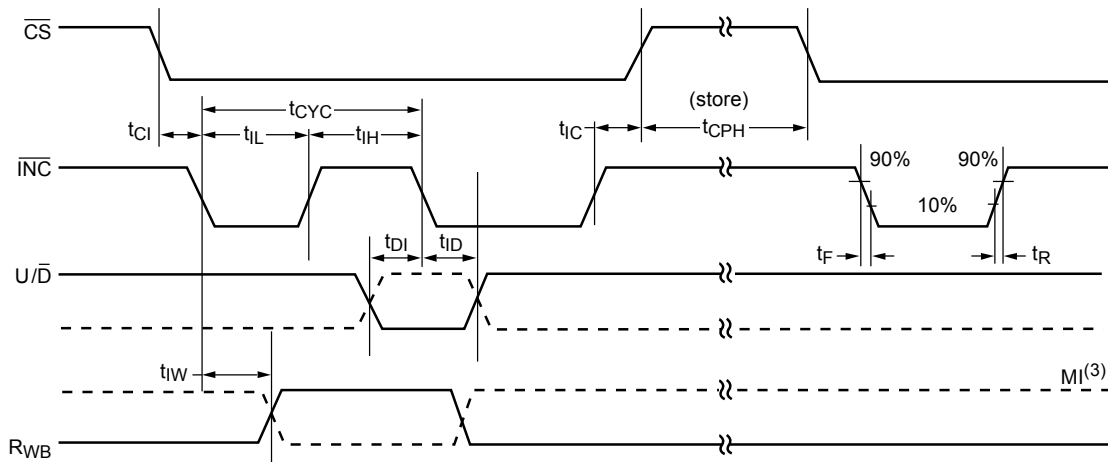 CS
(store)
tCYC
tCI
tIL
tIH
tIC
tCPH
INC
90%
90%
10%
tDI
tID
tF
tR
U/D
tIW
MI(3)
RWB